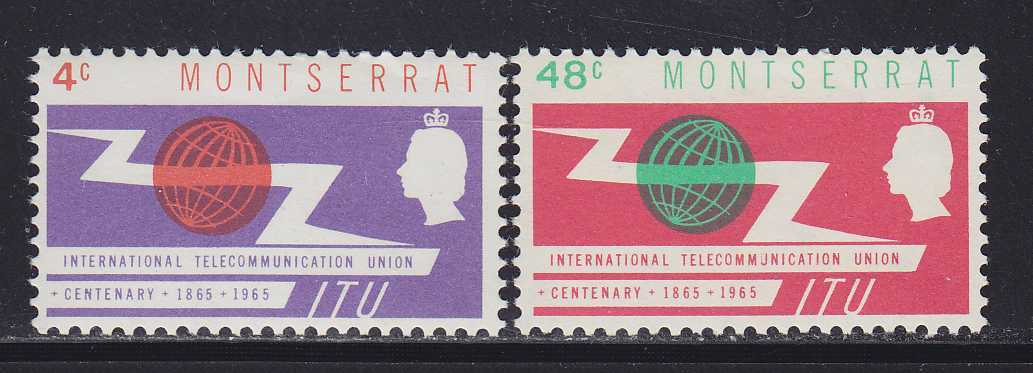 4c MONTSERRAT
INTERNATIONAL TELECOMMUNICATION UNION
+ CENTENARY + 1865 + 1965 ITU
48c MONTSERRAT
INTERNATIONAL TELECOMMUNICATION UNION
+ CENTENARY + 1865 + 1965 ITU